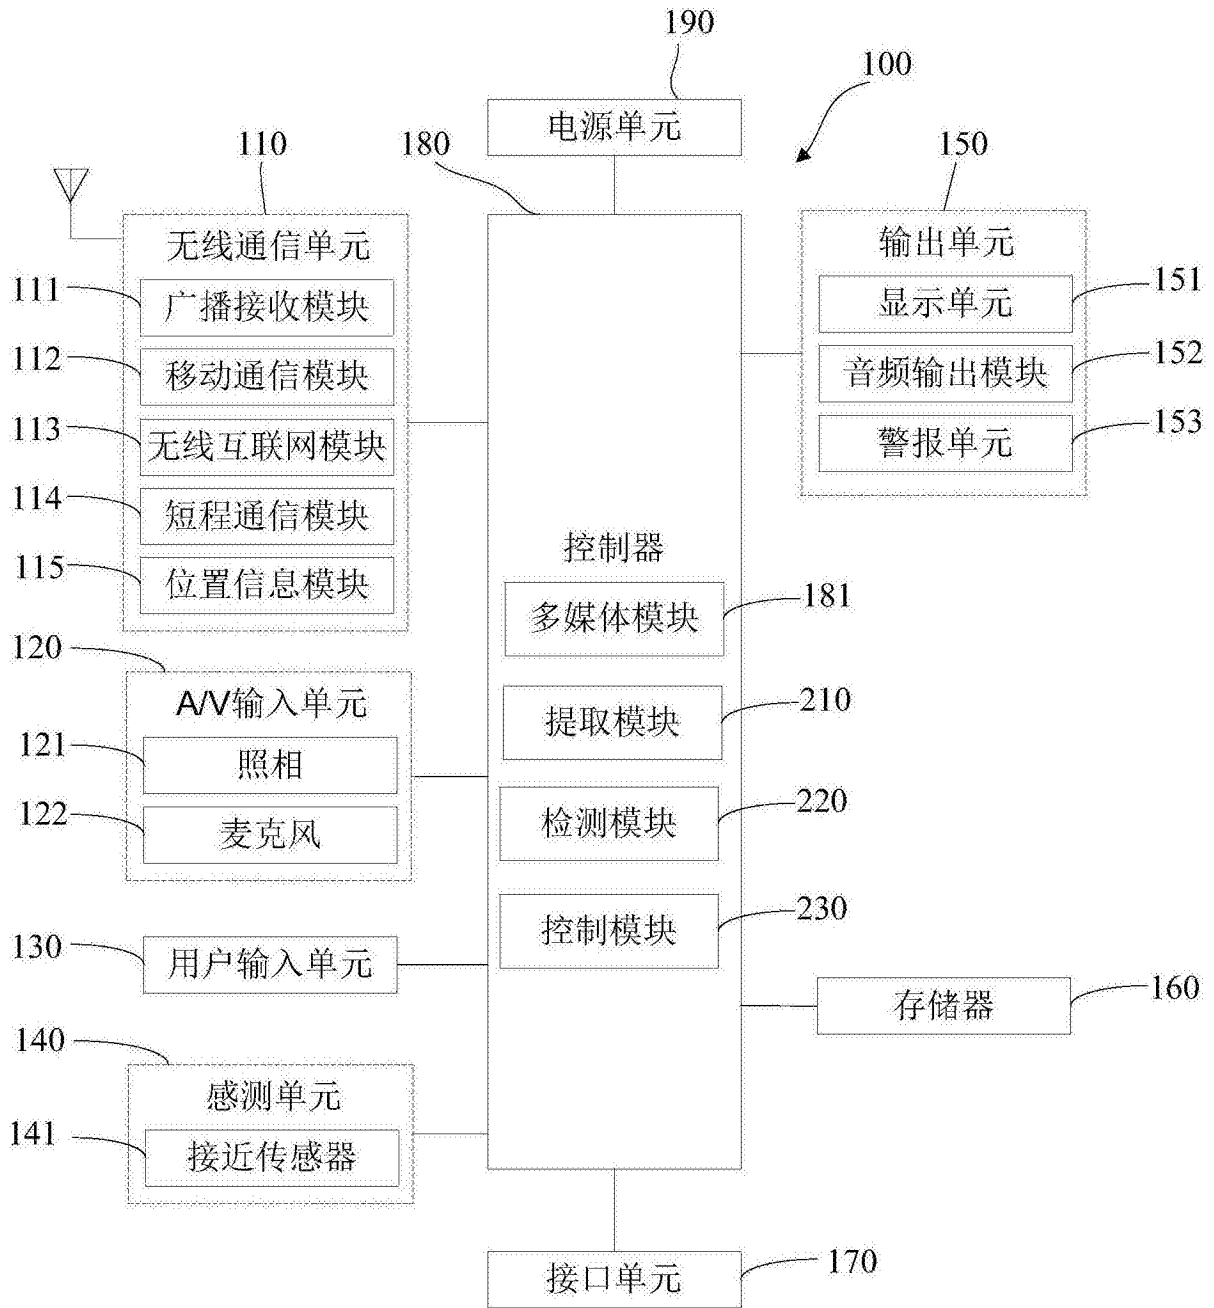 190
100
电源单元
110
180
150
无线通信单元
111
广播接收模块
112
移动通信模块
113
无线互联网模块
114
短程通信模块
115
位置信息模块
输出单元
显示单元
151
音频输出模块
152
警报单元
153
控制器
多媒体模块
181
提取模块
210
检测模块
220
控制模块
230
120
A/V输入单元
121
照相
122
麦克风
130
用户输入单元
存储器
160
140
感测单元
141
接近传感器
接口单元
170